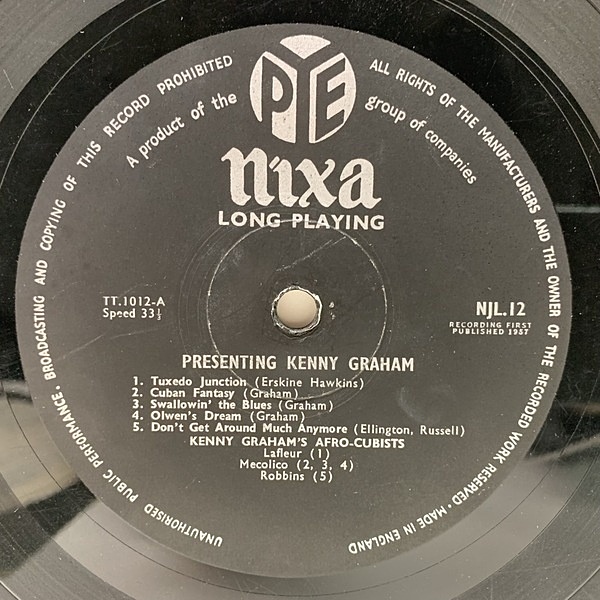 UNAUTHORISED PUBLIC PERFORMANCE · BROADCASTING AND COPYING OF THIS RECORD PROHIBITED
ALL RIGHTS OF THE MANUFACTURERS AND THE OWNER OF THE RECORDED WORK RESERVED · MADE IN ENGLAND
PYE
A product of the group of companies
nixa
LONG PLAYING
TT.1012-A
Speed 33⅓
NJL.12
RECORDING FIRST
PUBLISHED 1957
PRESENTING KENNY GRAHAM
1. Tuxedo Junction (Erskine Hawkins)
2. Cuban Fantasy (Graham)
3. Swallowin' the Blues (Graham)
4. Olwen's Dream (Graham)
5. Don't Get Around Much Anymore (Ellington, Russell)
KENNY GRAHAM'S AFRO-CUBISTS
Lafleur (1)
Mecolico (2, 3, 4)
Robbins (5)